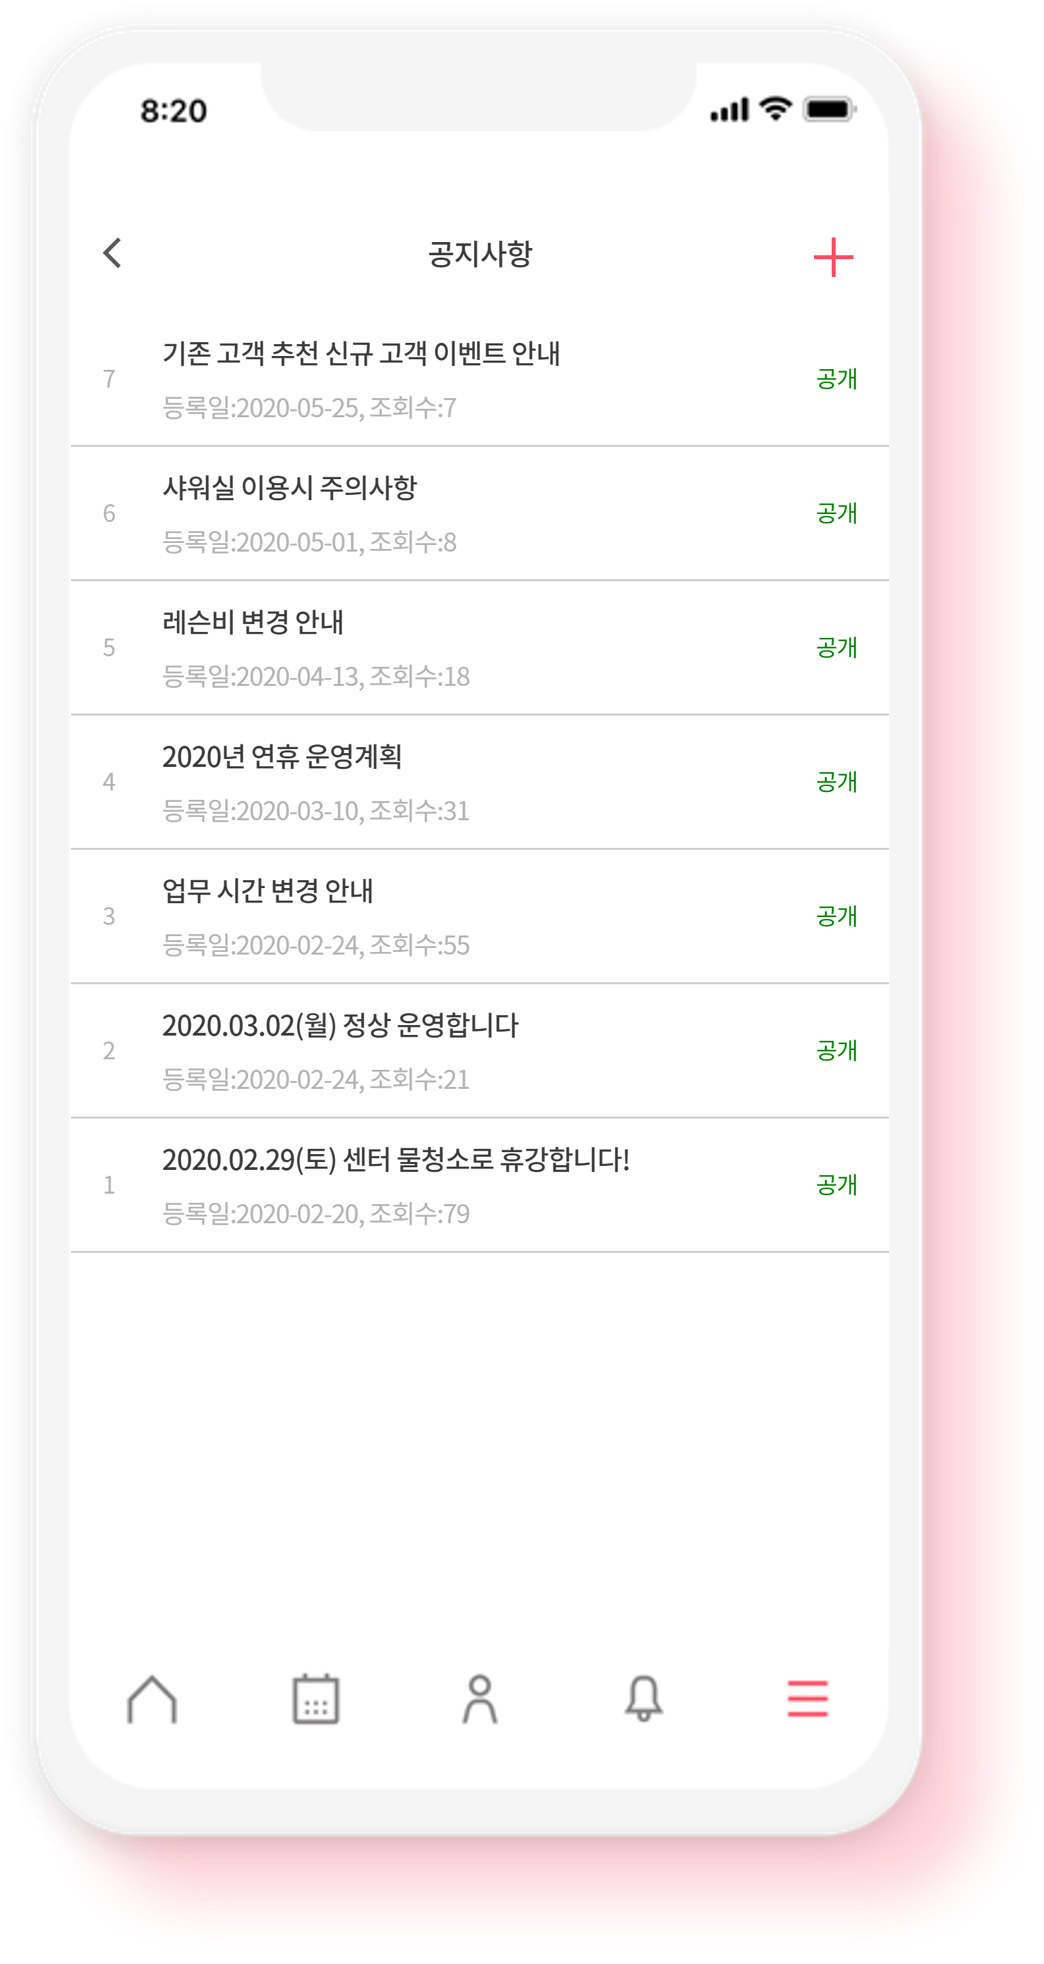 8:20
공지사항
기존 고객 추천 신규 고객 이벤트 안내
7
공개
등록일:2020-05-25, 조회수:7
샤워실 이용시 주의사항
6
공개
등록일:2020-05-01, 조회수:8
레슨비 변경 안내
5
공개
등록일:2020-04-13, 조회수:18
2020년 연휴 운영계획
4
공개
등록일:2020-03-10, 조회수:31
업무 시간 변경 안내
3
공개
등록일:2020-02-24, 조회수:55
2020.03.02(월) 정상 운영합니다
2
공개
등록일:2020-02-24, 조회수:21
2020.02.29(토) 센터 물청소로 휴강합니다!
1
공개
등록일:2020-02-20, 조회수:79